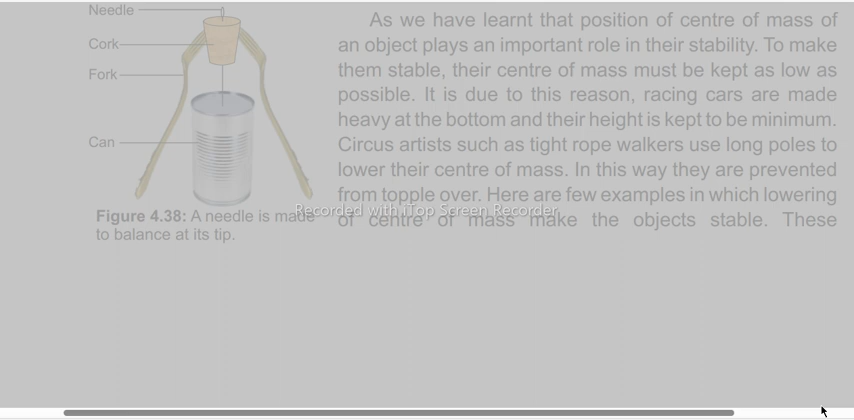 Needle
Cork
Fork
Can
Figure 4.38: A needle is made
to balance at its tip.
As we have learnt that position of centre of mass of
an object plays an important role in their stability. To make
them stable, their centre of mass must be kept as low as
possible. It is due to this reason, racing cars are made
heavy at the bottom and their height is kept to be minimum.
Circus artists such as tight rope walkers use long poles to
lower their centre of mass. In this way they are prevented
from topple over. Here are few examples in which lowering
of centre of mass make the objects stable. These
Recorded with iTop Screen Recorder